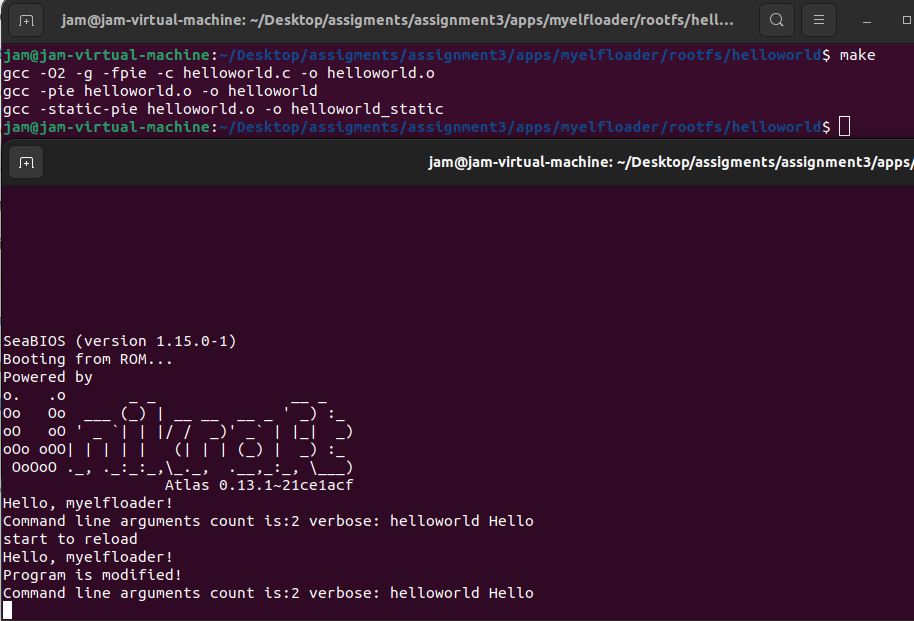 jam@jam-virtual-machine: ~/Desktop/assigments/assignment3/apps/myelfloader/rootfs/hell...
jam@jam-virtual-machine:~/Desktop/assigments/assignment3/apps/myelfloader/rootfs/helloworld$ make
gcc -O2 -g -fpie -c helloworld.c -o helloworld.o
gcc -pie helloworld.o -o helloworld
gcc -static-pie helloworld.o -o helloworld_static
jam@jam-virtual-machine:~/Desktop/assigments/assignment3/apps/myelfloader/rootfs/helloworld$
jam@jam-virtual-machine: ~/Desktop/assigments/assignment3/apps/
SeaBIOS (version 1.15.0-1)
Booting from ROM...
Powered by
o.   .o       _ _               __ _
Oo   Oo  ___ (_) | __ __  __ _ ' _) :_
oO   oO ' _ `| | |/ /  _)' _` | |_|  _)
oOo oOO| | | | |   (| | | (_) |  _) :_
 OoOoO ._, ._:_:_,\_._,  .__,_:_, \___)
                  Atlas 0.13.1~21ce1acf
Hello, myelfloader!
Command line arguments count is:2 verbose: helloworld Hello
start to reload
Hello, myelfloader!
Program is modified!
Command line arguments count is:2 verbose: helloworld Hello